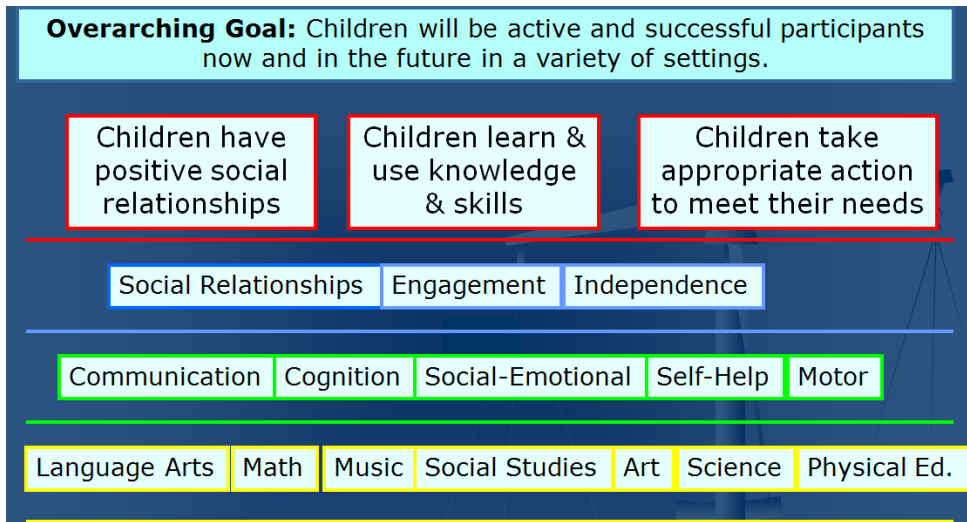 Overarching Goal: Children will be active and successful participants
now and in the future in a variety of settings.
Children have
positive social
relationships
Children learn &
use knowledge
& skills
Children take
appropriate action
to meet their needs
Social Relationships
Engagement
Independence
Communication
Cognition
Social-Emotional
Self-Help
Motor
Language Arts
Math
Music
Social Studies
Art
Science
Physical Ed.